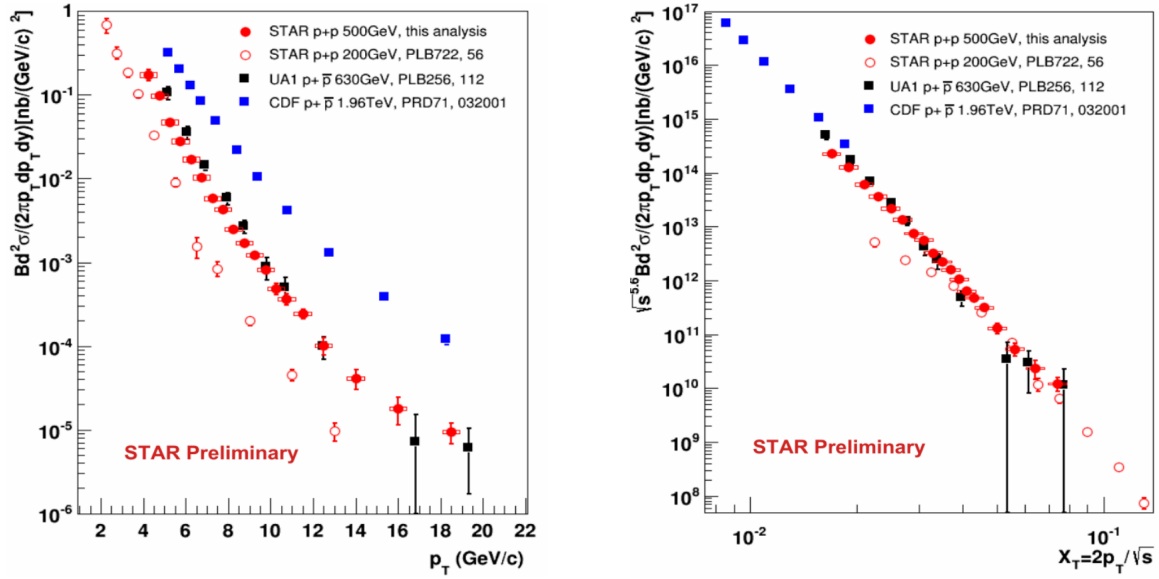 1
10⁻¹
10⁻²
10⁻³
10⁻⁴
10⁻⁵
10⁻⁶
Bd²σ/(2πp_T dp_T dy)[nb/(GeV/c)²]
STAR p+p 500GeV, this analysis
STAR p+p 200GeV, PLB722, 56
UA1 p+p̅ 630GeV, PLB256, 112
CDF p+p̅ 1.96TeV, PRD71, 032001
STAR Preliminary
2 4 6 8 10 12 14 16 18 20 22
p_T (GeV/c)
10¹⁷
10¹⁶
10¹⁵
10¹⁴
10¹³
10¹²
10¹¹
10¹⁰
10⁹
10⁸
√s^5.6 Bd²σ/(2πp_T dp_T dy)[nb/(GeV/c)²]
STAR p+p 500GeV, this analysis
STAR p+p 200GeV, PLB722, 56
UA1 p+p̅ 630GeV, PLB256, 112
CDF p+p̅ 1.96TeV, PRD71, 032001
STAR Preliminary
10⁻² 10⁻¹
X_T=2p_T/√s